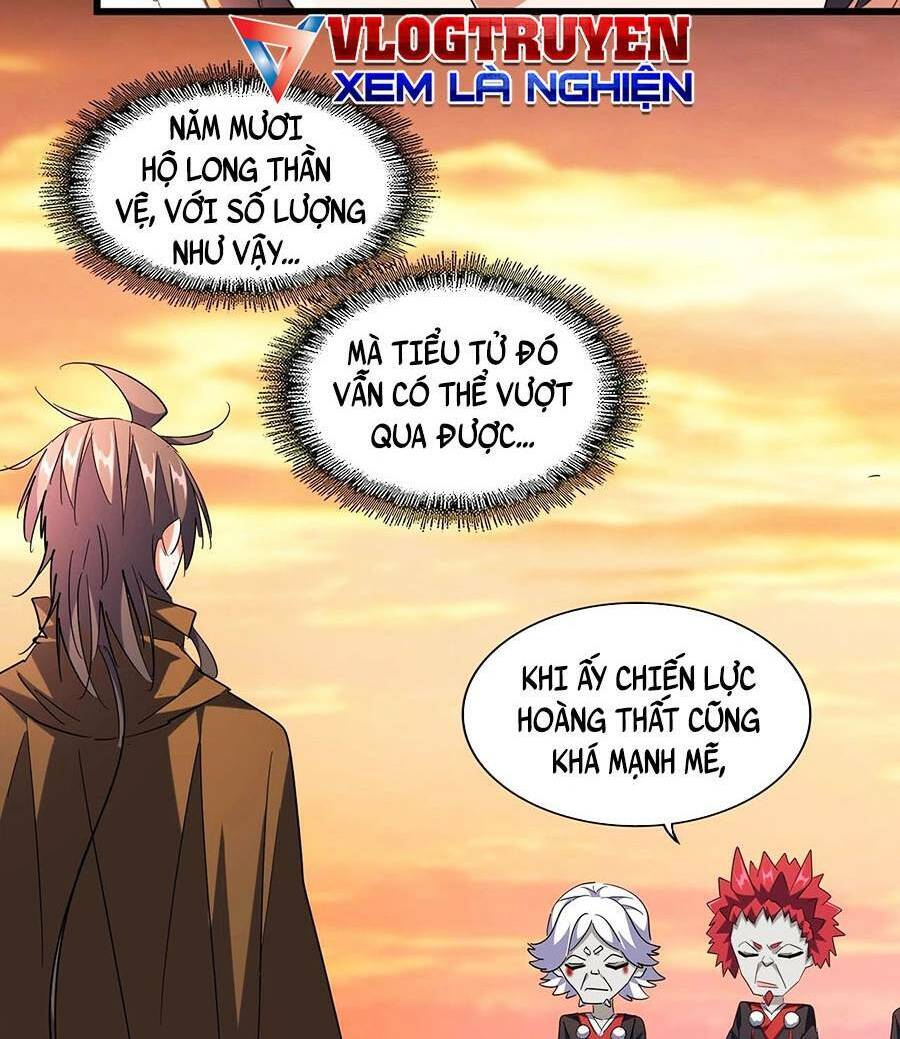 VLOGTRUYEN
XEM LÀ NGHIỆN
NĂM MƯƠI
HỘ LONG THẦN
VỆ, VỚI SỐ LƯỢNG
NHƯ VẬY...
MÀ TIỂU TỬ ĐÓ
VẪN CÓ THỂ VƯỢT
QUA ĐƯỢC...
KHI ẤY CHIẾN LỰC
HOÀNG THẤT CŨNG
KHÁ MẠNH MẼ,